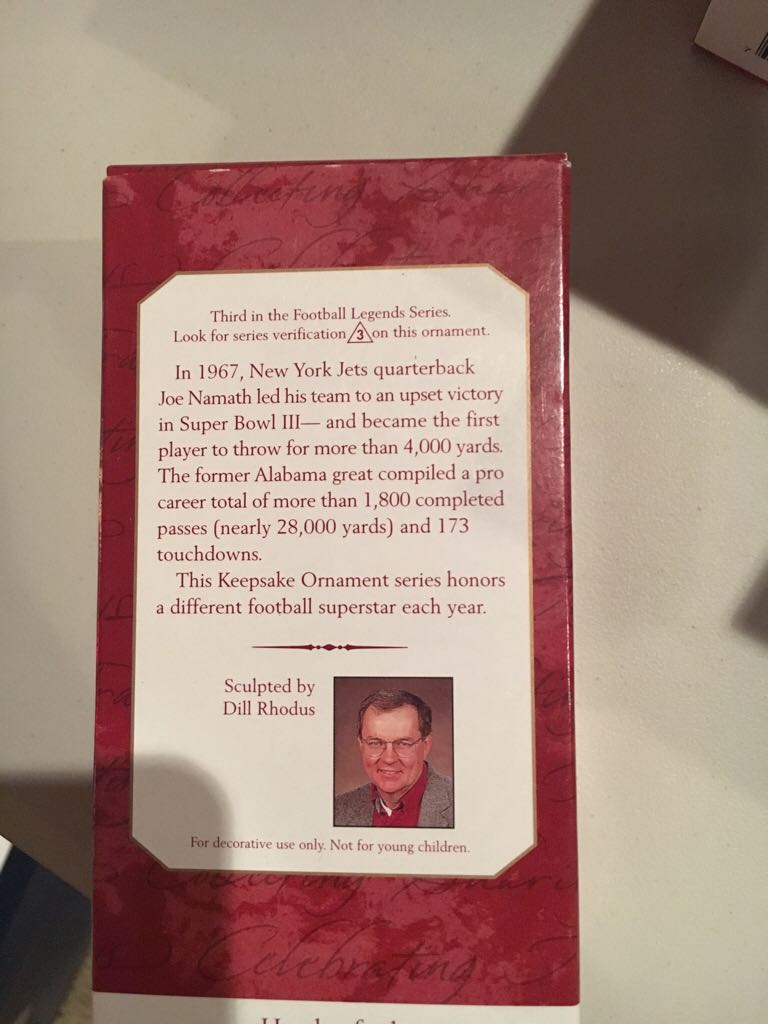 Collecting
Third in the Football Legends Series.
Look for series verification 3 on this ornament.
In 1967, New York Jets quarterback
Joe Namath led his team to an upset victory
in Super Bowl III— and became the first
player to throw for more than 4,000 yards.
The former Alabama great compiled a pro
career total of more than 1,800 completed
passes (nearly 28,000 yards) and 173
touchdowns.
This Keepsake Ornament series honors
a different football superstar each year.
Sculpted by
Dill Rhodus
For decorative use only. Not for young children.
Celebrating